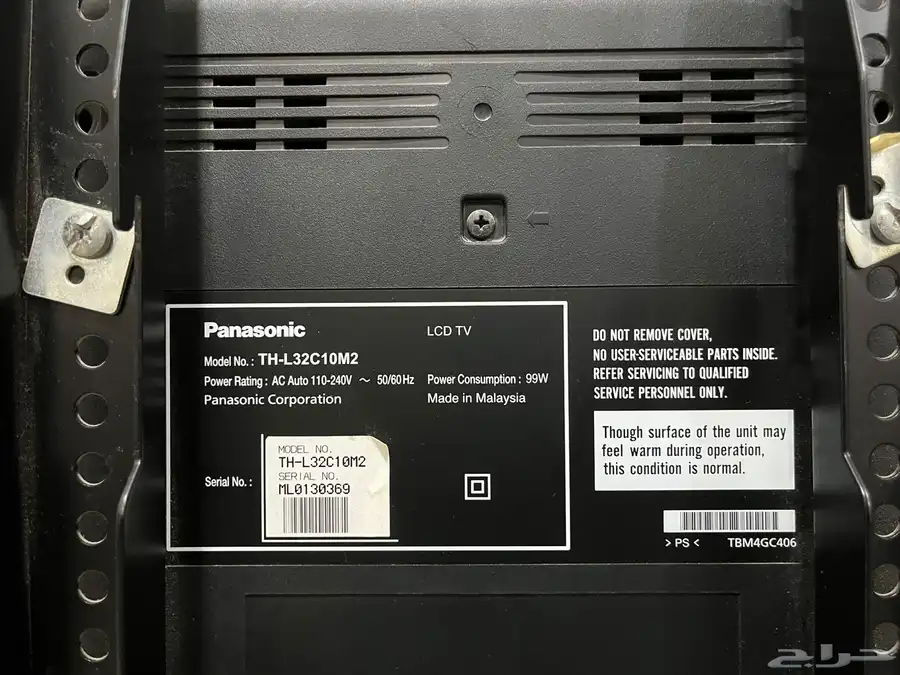 Panasonic
LCD TV
Model No. : TH-L32C10M2
Power Rating : AC Auto 110-240V ~ 50/60Hz
Power Consumption : 99W
Panasonic Corporation
Made in Malaysia
Serial No. :
MODEL NO.
TH-L32C10M2
SERIAL NO.
ML0130369
DO NOT REMOVE COVER,
NO USER-SERVICEABLE PARTS INSIDE.
REFER SERVICING TO QUALIFIED
SERVICE PERSONNEL ONLY.
Though surface of the unit may
feel warm during operation,
this condition is normal.
> PS < TBM4GC406
حراج